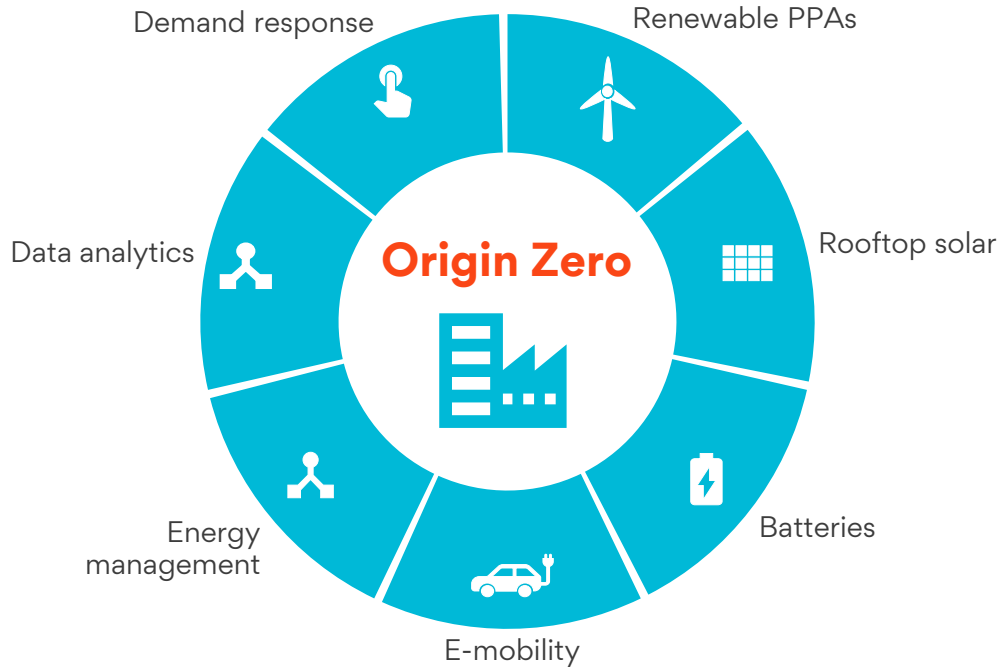 Demand response
Renewable PPAs
Data analytics
Origin Zero
Rooftop solar
Energy
management
Batteries
E-mobility